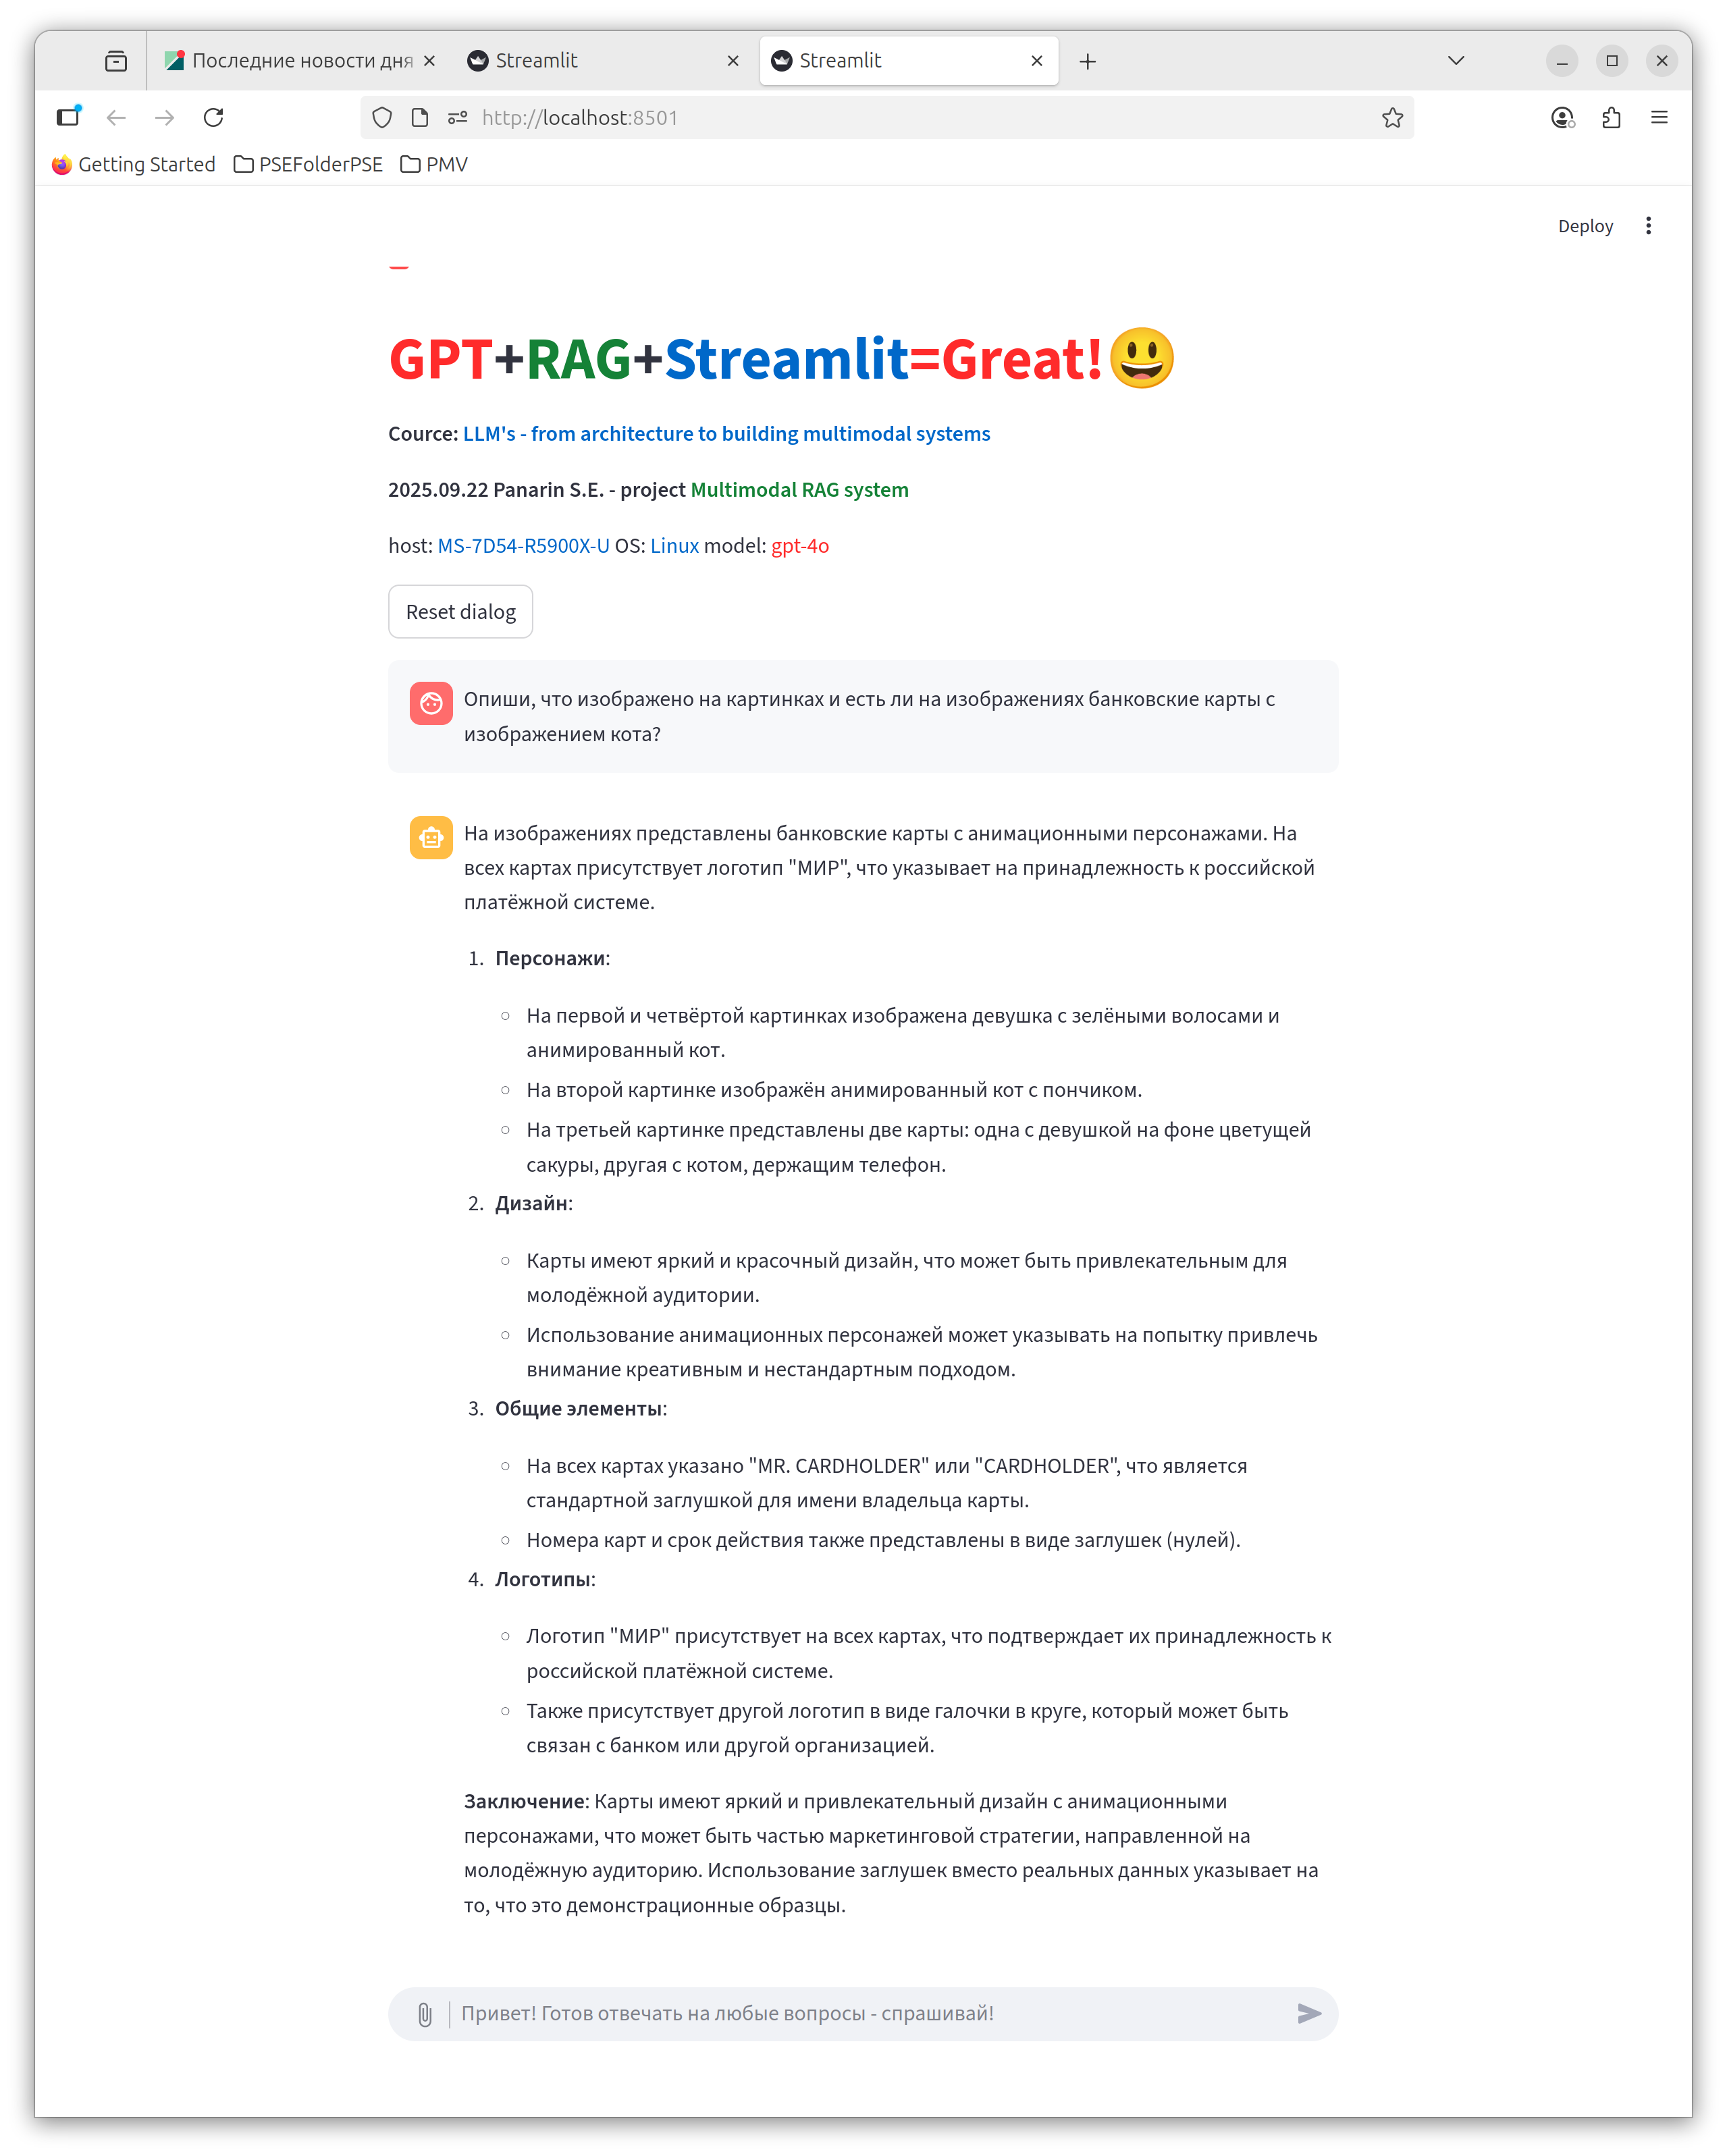 Последние новости дня
Streamlit
Streamlit
http://localhost:8501
Getting Started
PSEFolderPSE
PMV
Deploy
GPT+RAG+Streamlit=Great!😃
Cource: LLM's - from architecture to building multimodal systems
2025.09.22 Panarin S.E. - project Multimodal RAG system
host: MS-7D54-R5900X-U OS: Linux model: gpt-4o
Reset dialog
Опиши, что изображено на картинках и есть ли на изображениях банковские карты с
изображением кота?
На изображениях представлены банковские карты с анимационными персонажами. На
всех картах присутствует логотип "МИР", что указывает на принадлежность к российской
платёжной системе.
1. Персонажи:
На первой и четвёртой картинках изображена девушка с зелёными волосами и
анимированный кот.
На второй картинке изображён анимированный кот с пончиком.
На третьей картинке представлены две карты: одна с девушкой на фоне цветущей
сакуры, другая с котом, держащим телефон.
2. Дизайн:
Карты имеют яркий и красочный дизайн, что может быть привлекательным для
молодёжной аудитории.
Использование анимационных персонажей может указывать на попытку привлечь
внимание креативным и нестандартным подходом.
3. Общие элементы:
На всех картах указано "MR. CARDHOLDER" или "CARDHOLDER", что является
стандартной заглушкой для имени владельца карты.
Номера карт и срок действия также представлены в виде заглушек (нулей).
4. Логотипы:
Логотип "МИР" присутствует на всех картах, что подтверждает их принадлежность к
российской платёжной системе.
Также присутствует другой логотип в виде галочки в круге, который может быть
связан с банком или другой организацией.
Заключение: Карты имеют яркий и привлекательный дизайн с анимационными
персонажами, что может быть частью маркетинговой стратегии, направленной на
молодёжную аудиторию. Использование заглушек вместо реальных данных указывает на
то, что это демонстрационные образцы.
Привет! Готов отвечать на любые вопросы - спрашивай!